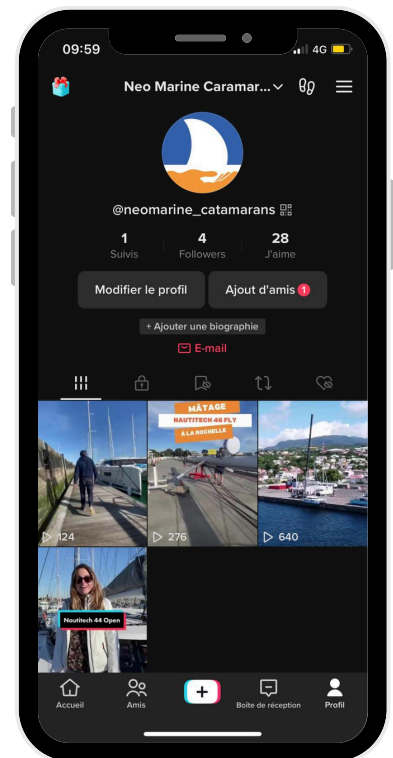 09:59
4G
Neo Marine Caramar...
@neomarine_catamarans
1 4 28
Suivis Followers J'aime
Modifier le profil Ajout d'amis 1
+ Ajouter une biographie
E-mail
MÂTAGE
NAUTITECH 46 FLY
À LA ROCHELLE
124 276 640
Nautitech 44 Open
Accueil Amis Boîte de réception Profil